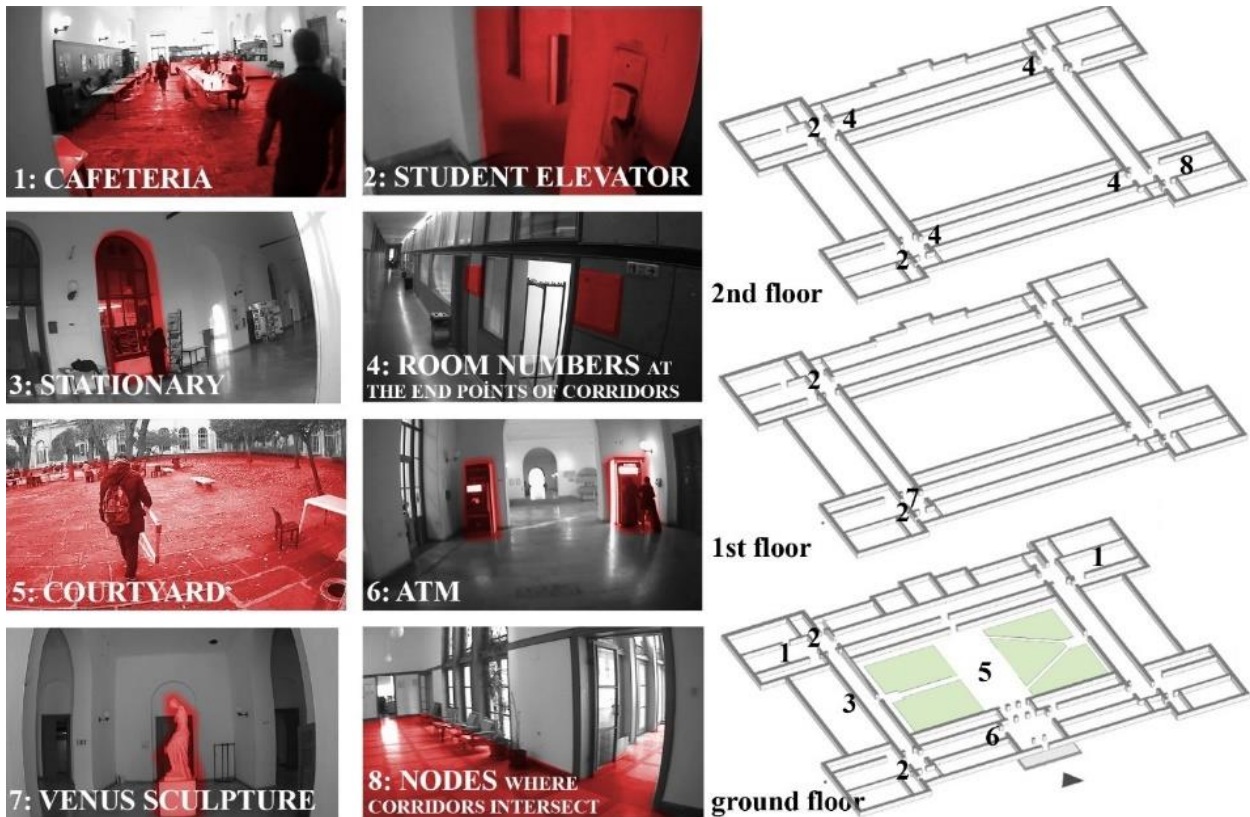 1: CAFETERIA
2: STUDENT ELEVATOR
3: STATIONARY
4: ROOM NUMBERS AT
THE END POİNTS OF CORRIDORS
5: COURTYARD
6: ATM
7: VENUS SCULPTURE
8: NODES WHERE
CORRIDORS INTERSECT
4
2 4
8
4
4
2
2nd floor
2
7
2
1st floor
1
2
1
5
3
6
2
ground floor